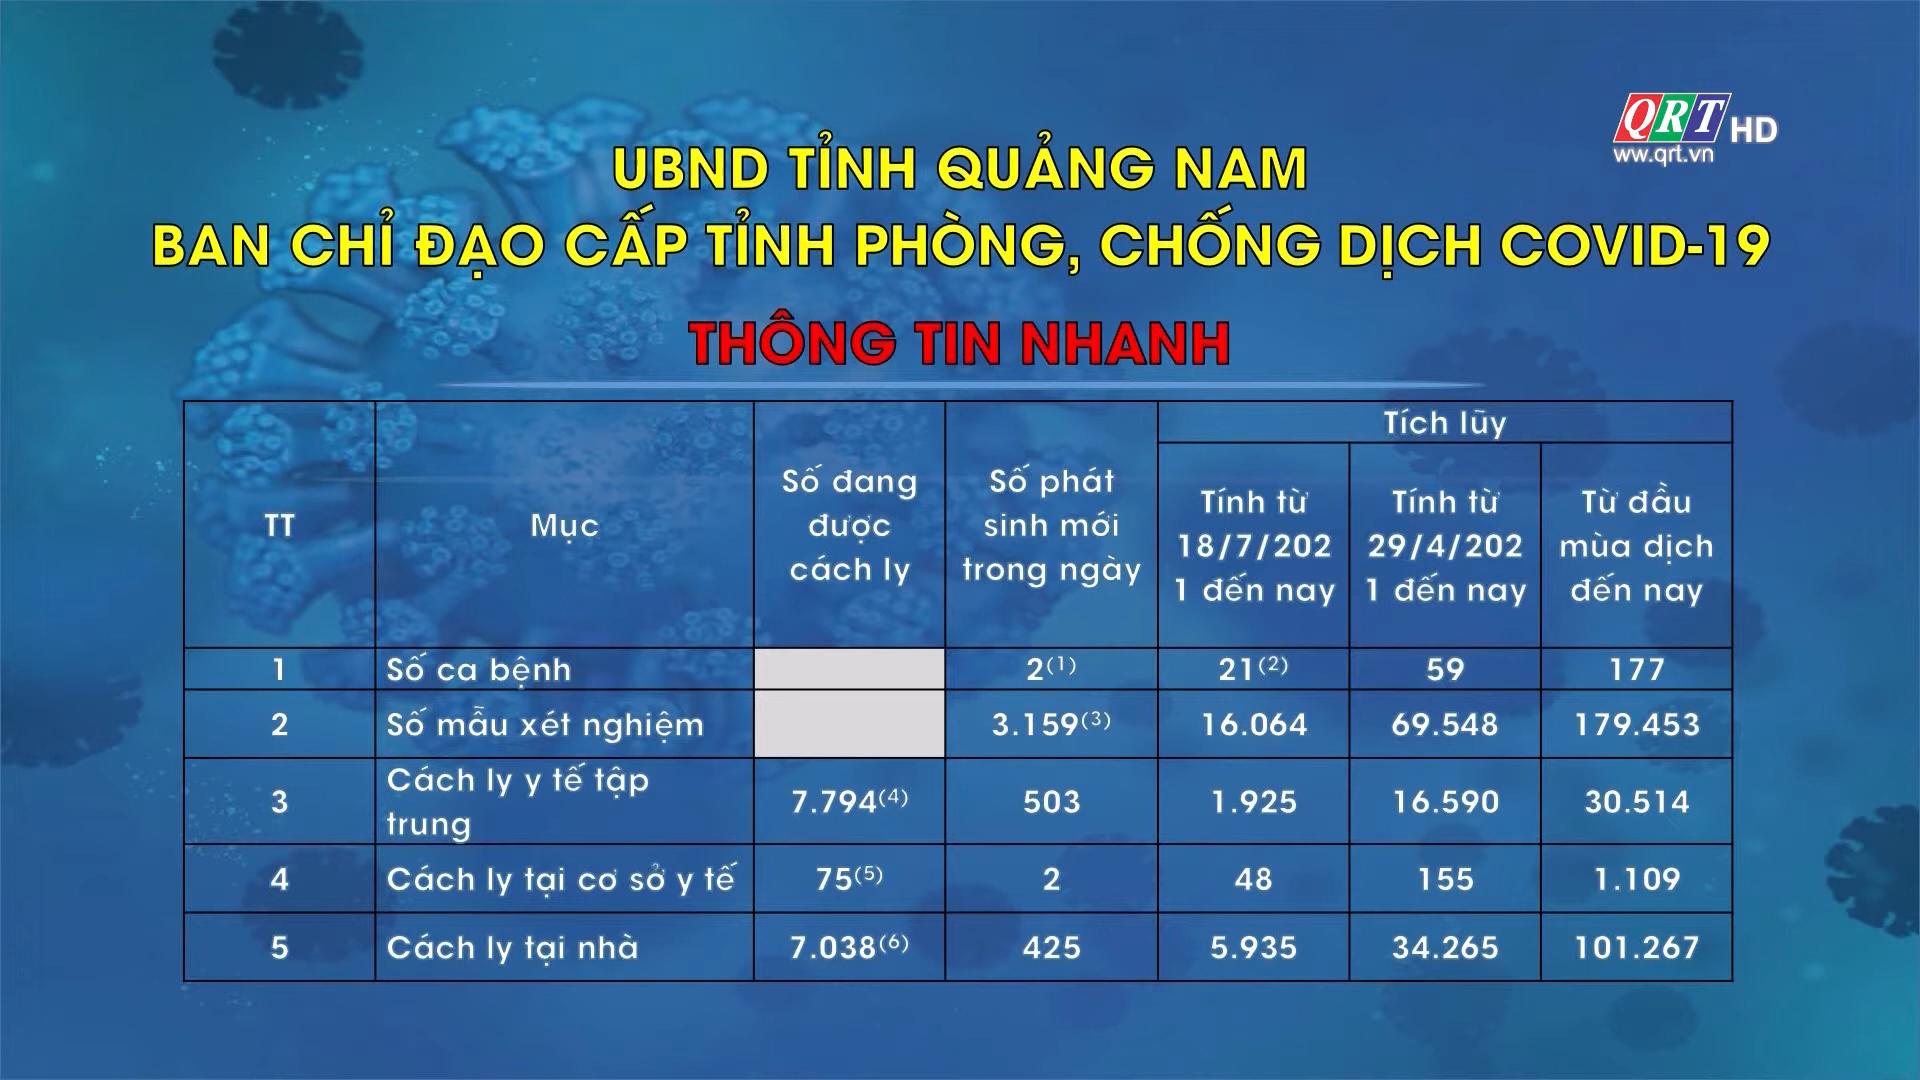 QRT HD
ww.qrt.vn
UBND TỈNH QUẢNG NAM
BAN CHỈ ĐẠO CẤP TỈNH PHÒNG, CHỐNG DỊCH COVID-19
THÔNG TIN NHANH
TT
Mục
Số đang
được
cách ly
Số phát
sinh mới
trong ngày
Tích lũy
Tính từ
18/7/202
1 đến nay
Tính từ
29/4/202
1 đến nay
Từ đầu
mùa dịch
đến nay
1 Số ca bệnh 2(1) 21(2) 59 177
2 Số mẫu xét nghiệm 3.159(3) 16.064 69.548 179.453
3 Cách ly y tế tập
trung 7.794(4) 503 1.925 16.590 30.514
4 Cách ly tại cơ sở y tế 75(5) 2 48 155 1.109
5 Cách ly tại nhà 7.038(6) 425 5.935 34.265 101.267